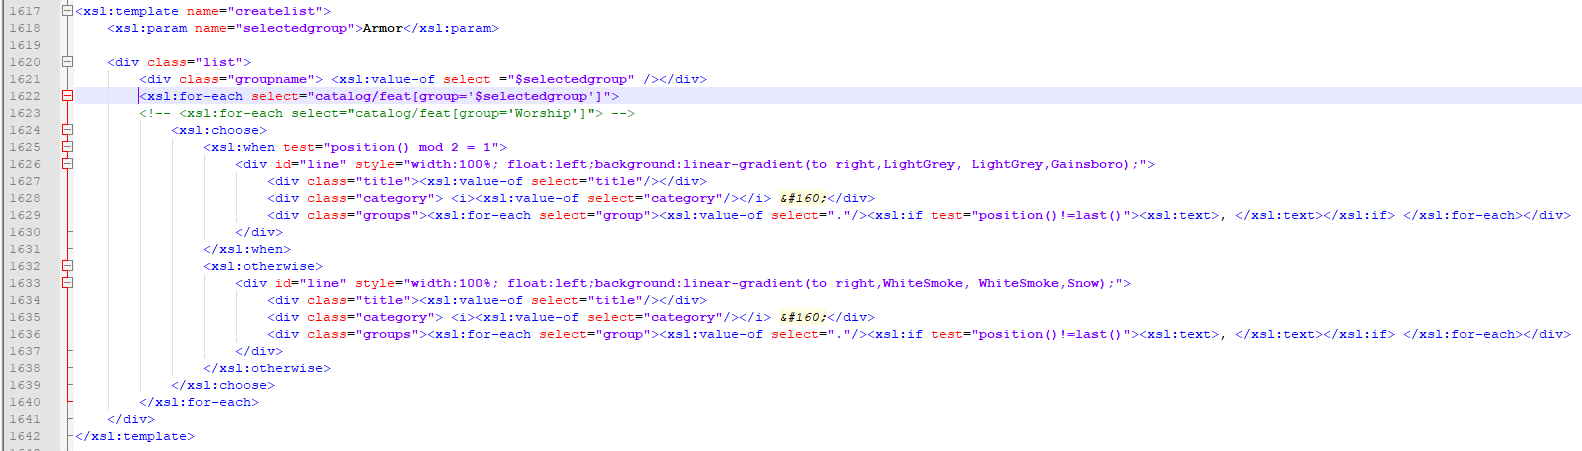 1617 <xsl:template name="createlist">
1618 <xsl:param name="selectedgroup">Armor</xsl:param>
1619
1620 <div class="list">
1621 <div class="groupname"> <xsl:value-of select ="$selectedgroup" /></div>
1622 <xsl:for-each select="catalog/feat[group='$selectedgroup']">
1623 <!-- <xsl:for-each select="catalog/feat[group='Worship']"> -->
1624 <xsl:choose>
1625 <xsl:when test="position() mod 2 = 1">
1626 <div id="line" style="width:100%; float:left;background:linear-gradient(to right,LightGrey, LightGrey,Gainsboro);">
1627 <div class="title"><xsl:value-of select="title"/></div>
1628 <div class="category"> <i><xsl:value-of select="category"/></i> &#160;</div>
1629 <div class="groups"><xsl:for-each select="group"><xsl:value-of select="."/><xsl:if test="position()!=last()"><xsl:text>, </xsl:text></xsl:if> </xsl:for-each></div>
1630 </div>
1631 </xsl:when>
1632 <xsl:otherwise>
1633 <div id="line" style="width:100%; float:left;background:linear-gradient(to right,WhiteSmoke, WhiteSmoke,Snow);">
1634 <div class="title"><xsl:value-of select="title"/></div>
1635 <div class="category"> <i><xsl:value-of select="category"/></i> &#160;</div>
1636 <div class="groups"><xsl:for-each select="group"><xsl:value-of select="."/><xsl:if test="position()!=last()"><xsl:text>, </xsl:text></xsl:if> </xsl:for-each></div>
1637 </div>
1638 </xsl:otherwise>
1639 </xsl:choose>
1640 </xsl:for-each>
1641 </div>
1642 </xsl:template>